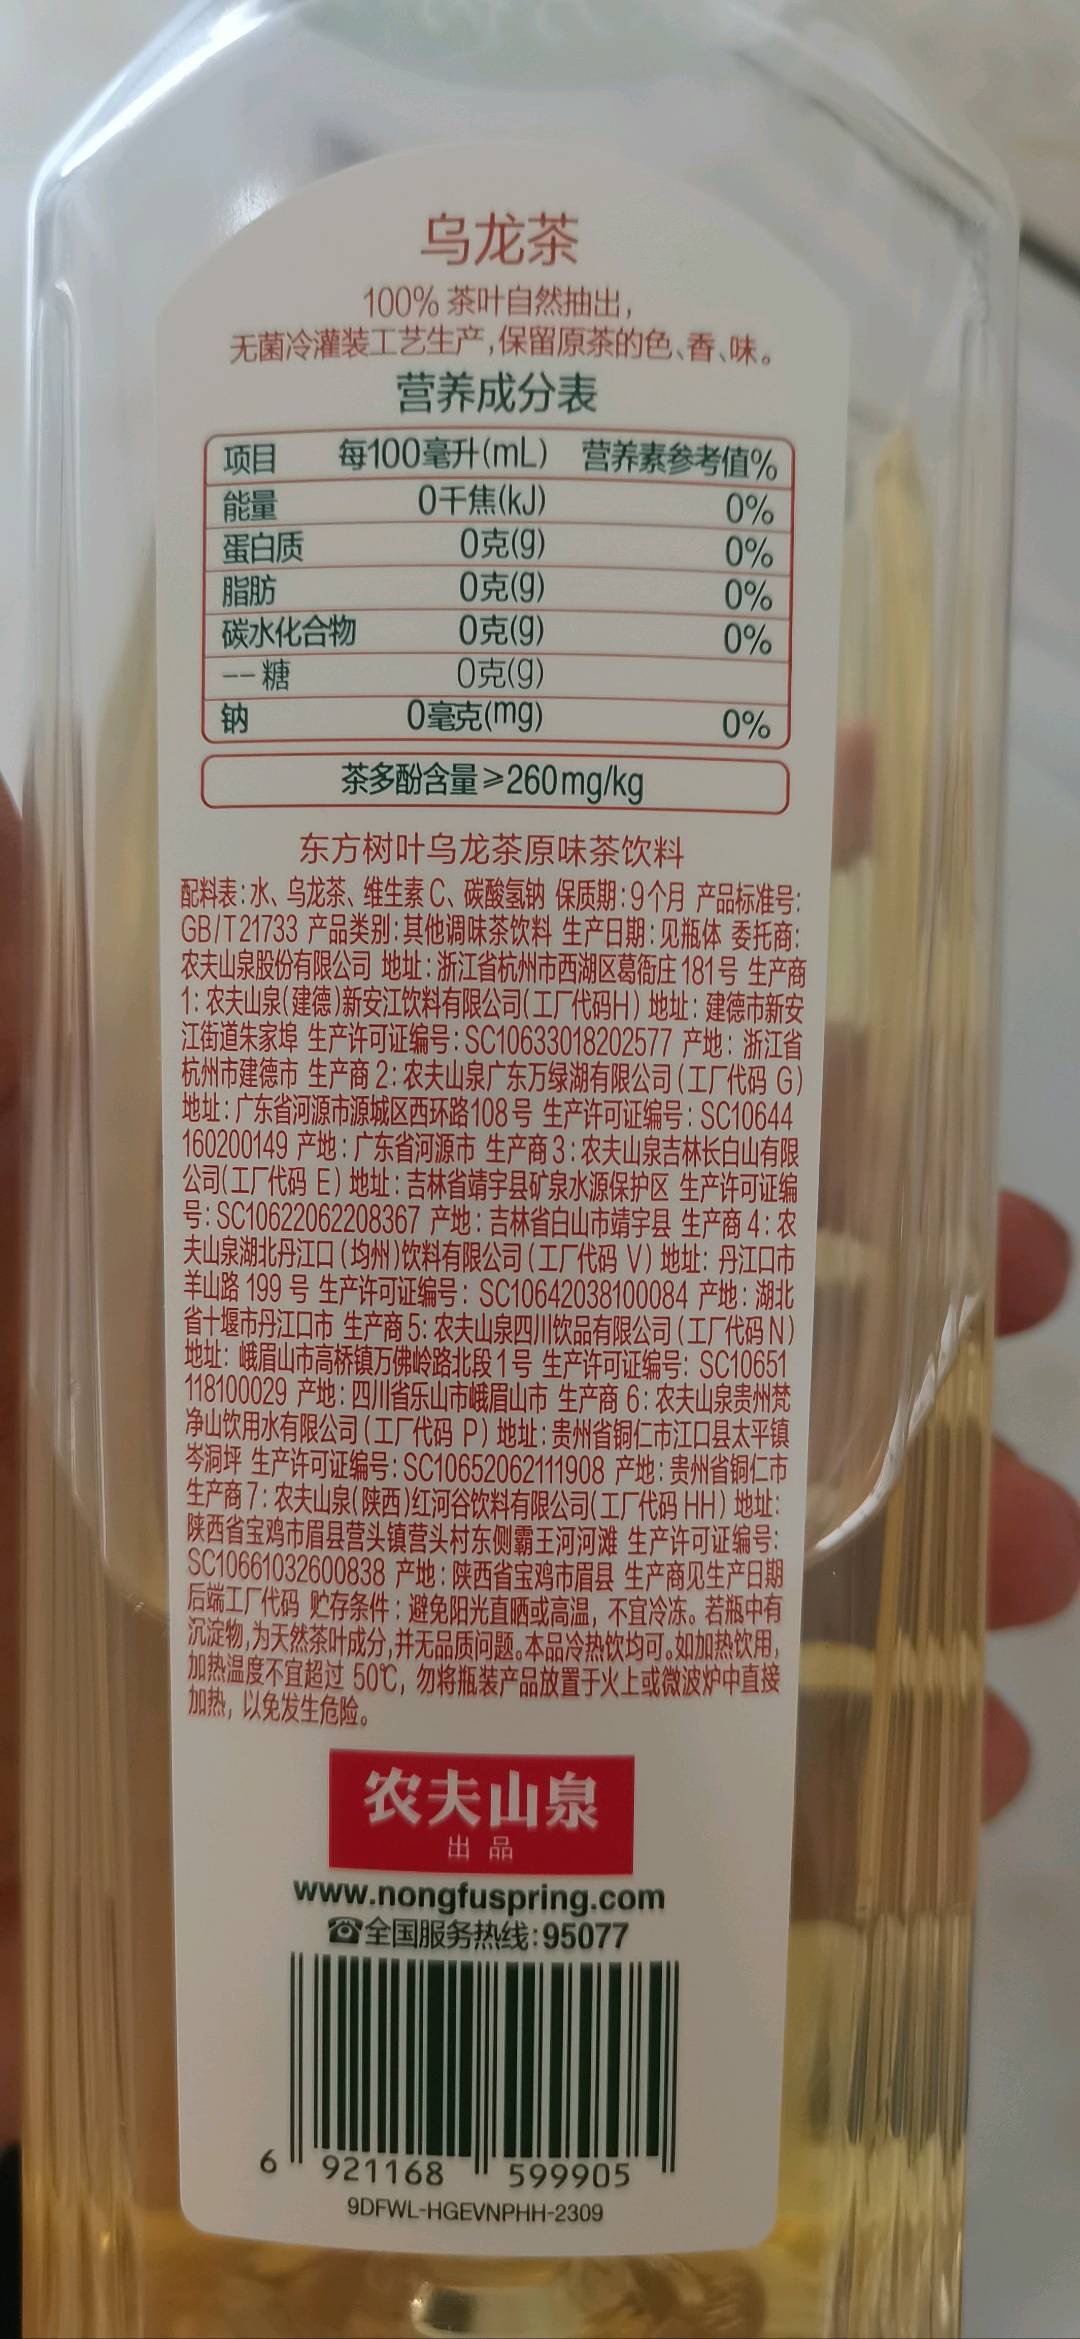 乌龙茶
100% 茶叶自然抽出，
无菌冷灌装工艺生产，保留原茶的色、香、味。
营养成分表
项目 每100毫升(mL) 营养素参考值%
能量 0千焦(kJ) 0%
蛋白质 0克(g) 0%
脂肪 0克(g) 0%
碳水化合物 0克(g) 0%
--糖 0克(g)
钠 0毫克(mg) 0%
茶多酚含量≥260mg/kg
东方树叶乌龙茶原味茶饮料
配料表：水、乌龙茶、维生素C、碳酸氢钠 保质期：9个月 产品标准号：
GB/T21733 产品类别：其他调味茶饮料 生产日期：见瓶体 委托商：
农夫山泉股份有限公司 地址：浙江省杭州市西湖区葛衙庄181号 生产商
1：农夫山泉(建德)新安江饮料有限公司(工厂代码H) 地址：建德市新安
江街道朱家埠 生产许可证编号：SC10633018202577 产地：浙江省
杭州市建德市 生产商2：农夫山泉广东万绿湖有限公司(工厂代码 G)
地址：广东省河源市源城区西环路108号 生产许可证编号：SC10644
160200149 产地：广东省河源市 生产商3：农夫山泉吉林长白山有限
公司(工厂代码 E) 地址：吉林省靖宇县矿泉水源保护区 生产许可证编
号：SC10622062208367 产地：吉林省白山市靖宇县 生产商4：农
夫山泉湖北丹江口(均州)饮料有限公司(工厂代码 V) 地址：丹江口市
羊山路 199 号 生产许可证编号：SC10642038100084 产地：湖北
省十堰市丹江口市 生产商5：农夫山泉四川饮品有限公司(工厂代码N)
地址：峨眉山市高桥镇万佛岭路北段1号 生产许可证编号：SC10651
118100029 产地：四川省乐山市峨眉山市 生产商 6：农夫山泉贵州梵
净山饮用水有限公司(工厂代码 P) 地址：贵州省铜仁市江口县太平镇
岑洞坪 生产许可证编号：SC10652062111908 产地：贵州省铜仁市
生产商7：农夫山泉(陕西)红河谷饮料有限公司(工厂代码HH) 地址：
陕西省宝鸡市眉县营头镇营头村东侧霸王河河滩 生产许可证编号：
SC10661032600838 产地：陕西省宝鸡市眉县 生产商见生产日期
后端工厂代码 贮存条件：避免阳光直晒或高温，不宜冷冻。若瓶中有
沉淀物，为天然茶叶成分，并无品质问题。本品冷热饮均可。如加热饮用，
加热温度不宜超过 50℃，勿将瓶装产品放置于火上或微波炉中直接
加热，以免发生危险。
农夫山泉
出品
www.nongfuspring.com
☎全国服务热线：95077
6 921168 599905
9DFWL-HGEVNPHH-2309